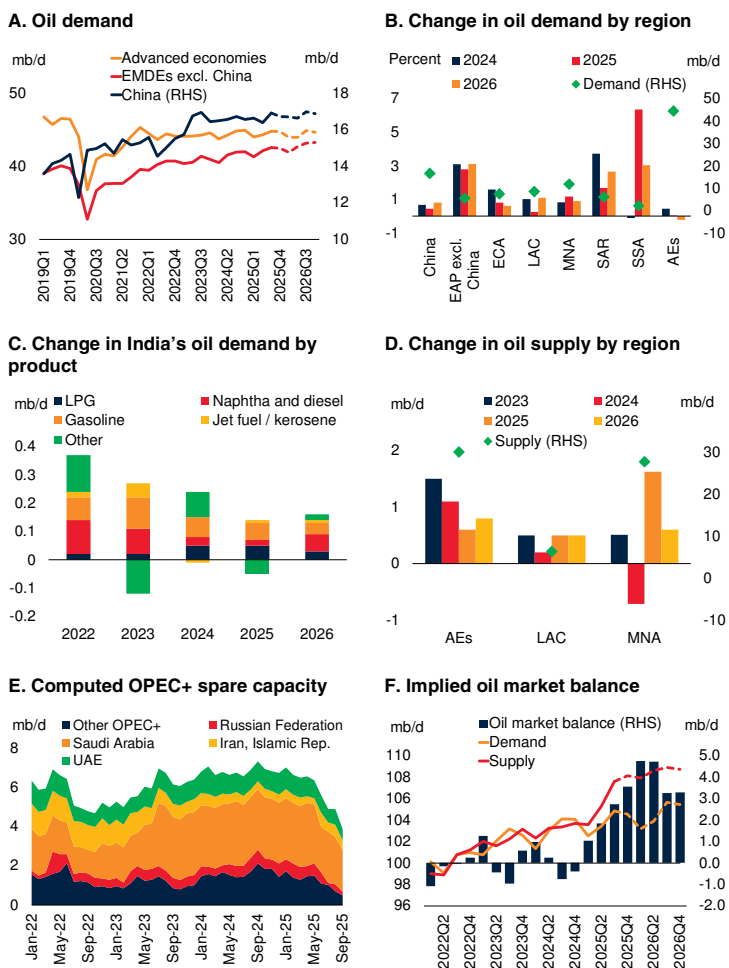 A. Oil demand
mb/d
mb/d
Advanced economies
EMDEs excl. China
China (RHS)
50
40
30
18
16
14
12
10
2019Q1
2019Q4
2020Q3
2021Q2
2022Q1
2022Q4
2023Q3
2024Q2
2025Q1
2025Q4
2026Q3
B. Change in oil demand by region
Percent
mb/d
2024
2025
2026
Demand (RHS)
7
5
3
1
-1
50
40
30
20
10
0
-10
China
EAP excl.
China
ECA
LAC
MNA
SAR
SSA
AEs
C. Change in India's oil demand by
product
mb/d
LPG
Naphtha and diesel
Gasoline
Jet fuel / kerosene
Other
0.4
0.3
0.2
0.1
0
-0.1
-0.2
2022
2023
2024
2025
2026
D. Change in oil supply by region
mb/d
mb/d
2023
2024
2025
2026
Supply (RHS)
2
1
0
-1
30
20
10
0
-10
AEs
LAC
MNA
E. Computed OPEC+ spare capacity
mb/d
Other OPEC+
Russian Federation
Saudi Arabia
Iran, Islamic Rep.
UAE
8
6
4
2
0
Jan-22
May-22
Sep-22
Jan-23
May-23
Sep-23
Jan-24
May-24
Sep-24
Jan-25
May-25
Sep-25
F. Implied oil market balance
mb/d
mb/d
Oil market balance (RHS)
Demand
Supply
110
108
106
104
102
100
98
96
5.0
4.0
3.0
2.0
1.0
0.0
-1.0
-2.0
2022Q2
2022Q4
2023Q2
2023Q4
2024Q2
2024Q4
2025Q2
2025Q4
2026Q2
2026Q4